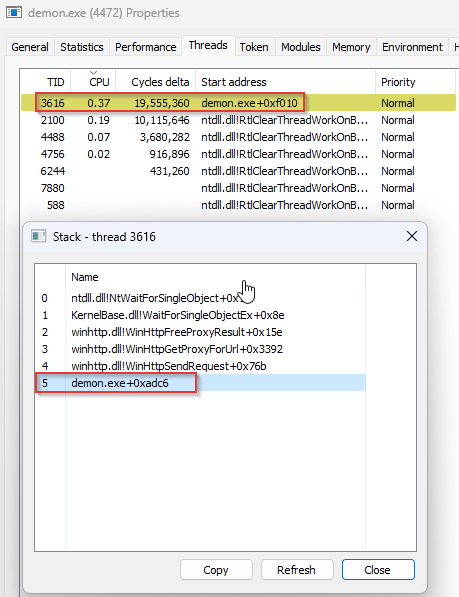 demon.exe (4472) Properties
General Statistics Performance Threads Token Modules Memory Environment
TID CPU Cycles delta Start address Priority
3616 0.37 19,555,360 demon.exe+0xf010 Normal
2100 0.19 10,115,646 ntdll.dll!RtlClearThreadWorkOnB... Normal
4488 0.07 3,680,282 ntdll.dll!RtlClearThreadWorkOnB... Normal
4756 0.02 916,896 ntdll.dll!RtlClearThreadWorkOnB... Normal
6244 431,260 ntdll.dll!RtlClearThreadWorkOnB... Normal
7880 ntdll.dll!RtlClearThreadWorkOnB... Normal
588 ntdll.dll!RtlClearThreadWorkOnB... Normal
Stack - thread 3616
Name
0 ntdll.dll!NtWaitForSingleObject+0x
1 KernelBase.dll!WaitForSingleObjectEx+0x8e
2 winhttp.dll!WinHttpFreeProxyResult+0x15e
3 winhttp.dll!WinHttpGetProxyForUrl+0x3392
4 winhttp.dll!WinHttpSendRequest+0x76b
5 demon.exe+0xadc6
Copy Refresh Close